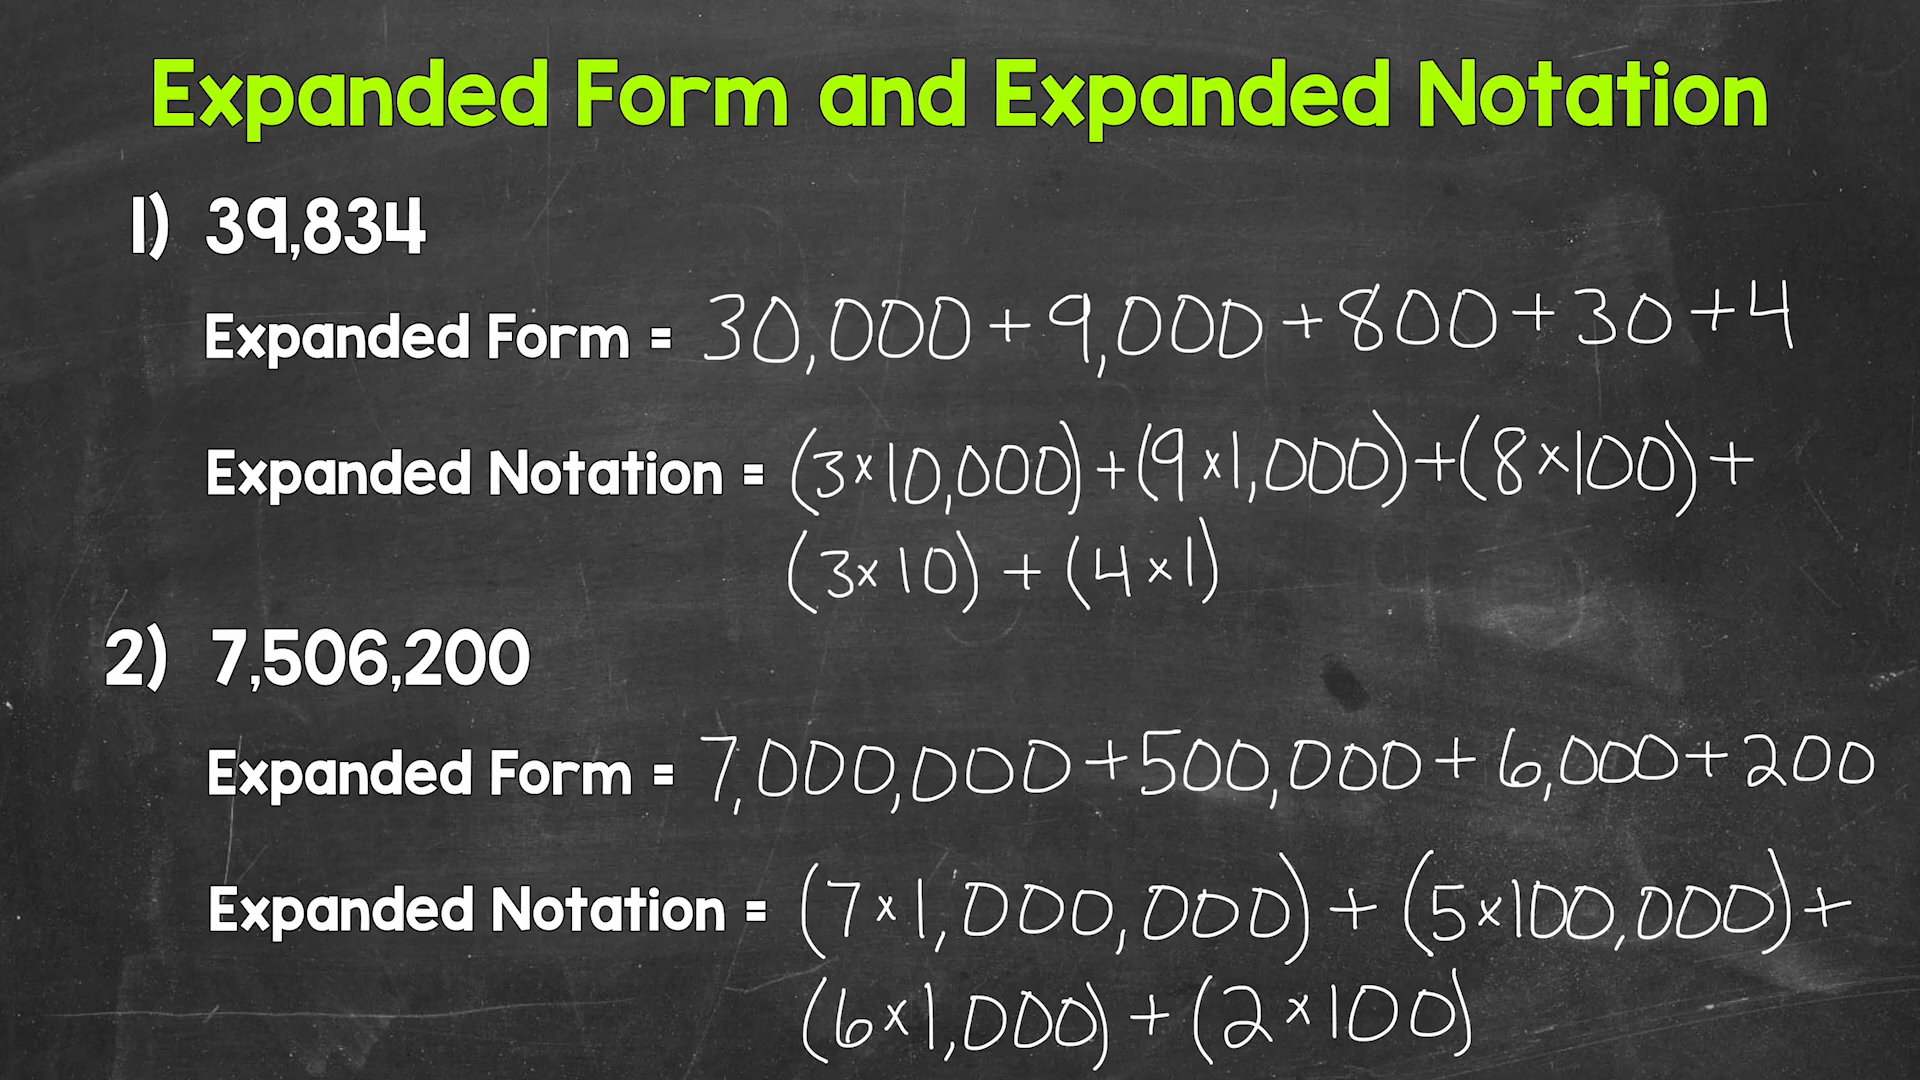 Expanded Form and Expanded Notation
1) 39,834
Expanded Form = 30,000 + 9,000 + 800 + 30 + 4
Expanded Notation = (3 × 10,000) + (9 × 1,000) + (8 × 100) +
(3 × 10) + (4 × 1)
2) 7,506,200
Expanded Form = 7,000,000 + 500,000 + 6,000 + 200
Expanded Notation = (7 × 1,000,000) + (5 × 100,000) +
(6 × 1,000) + (2 × 100)